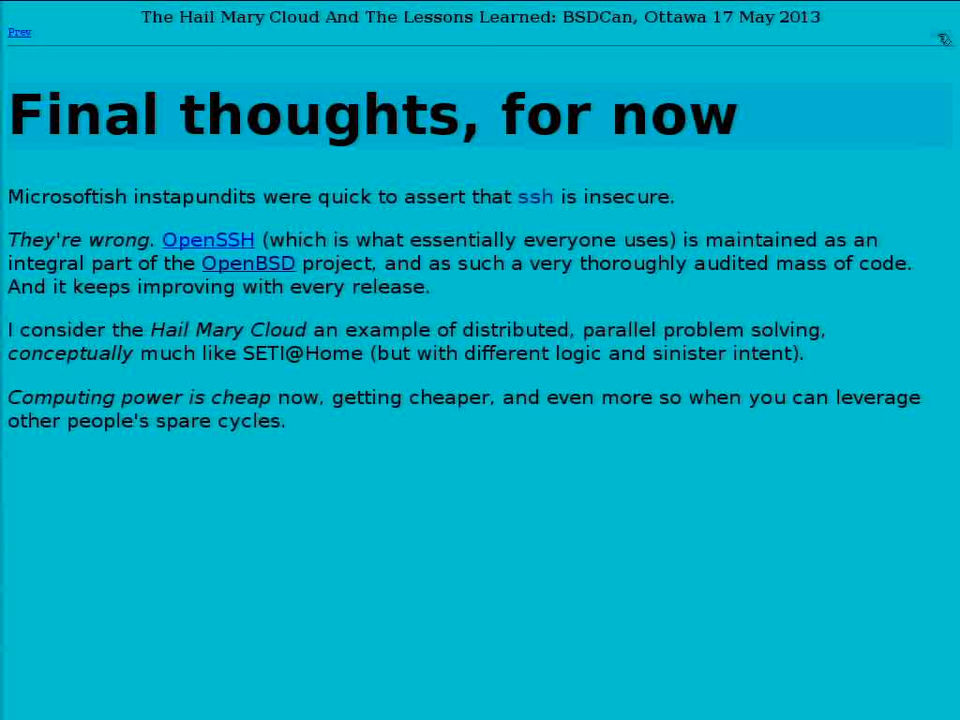 The Hail Mary Cloud And The Lessons Learned: BSDCan, Ottawa 17 May 2013
Prev
Final thoughts, for now
Microsoftish instapundits were quick to assert that ssh is insecure.
They're wrong. OpenSSH (which is what essentially everyone uses) is maintained as an
integral part of the OpenBSD project, and as such a very thoroughly audited mass of code.
And it keeps improving with every release.
I consider the Hail Mary Cloud an example of distributed, parallel problem solving,
conceptually much like SETI@Home (but with different logic and sinister intent).
Computing power is cheap now, getting cheaper, and even more so when you can leverage
other people's spare cycles.